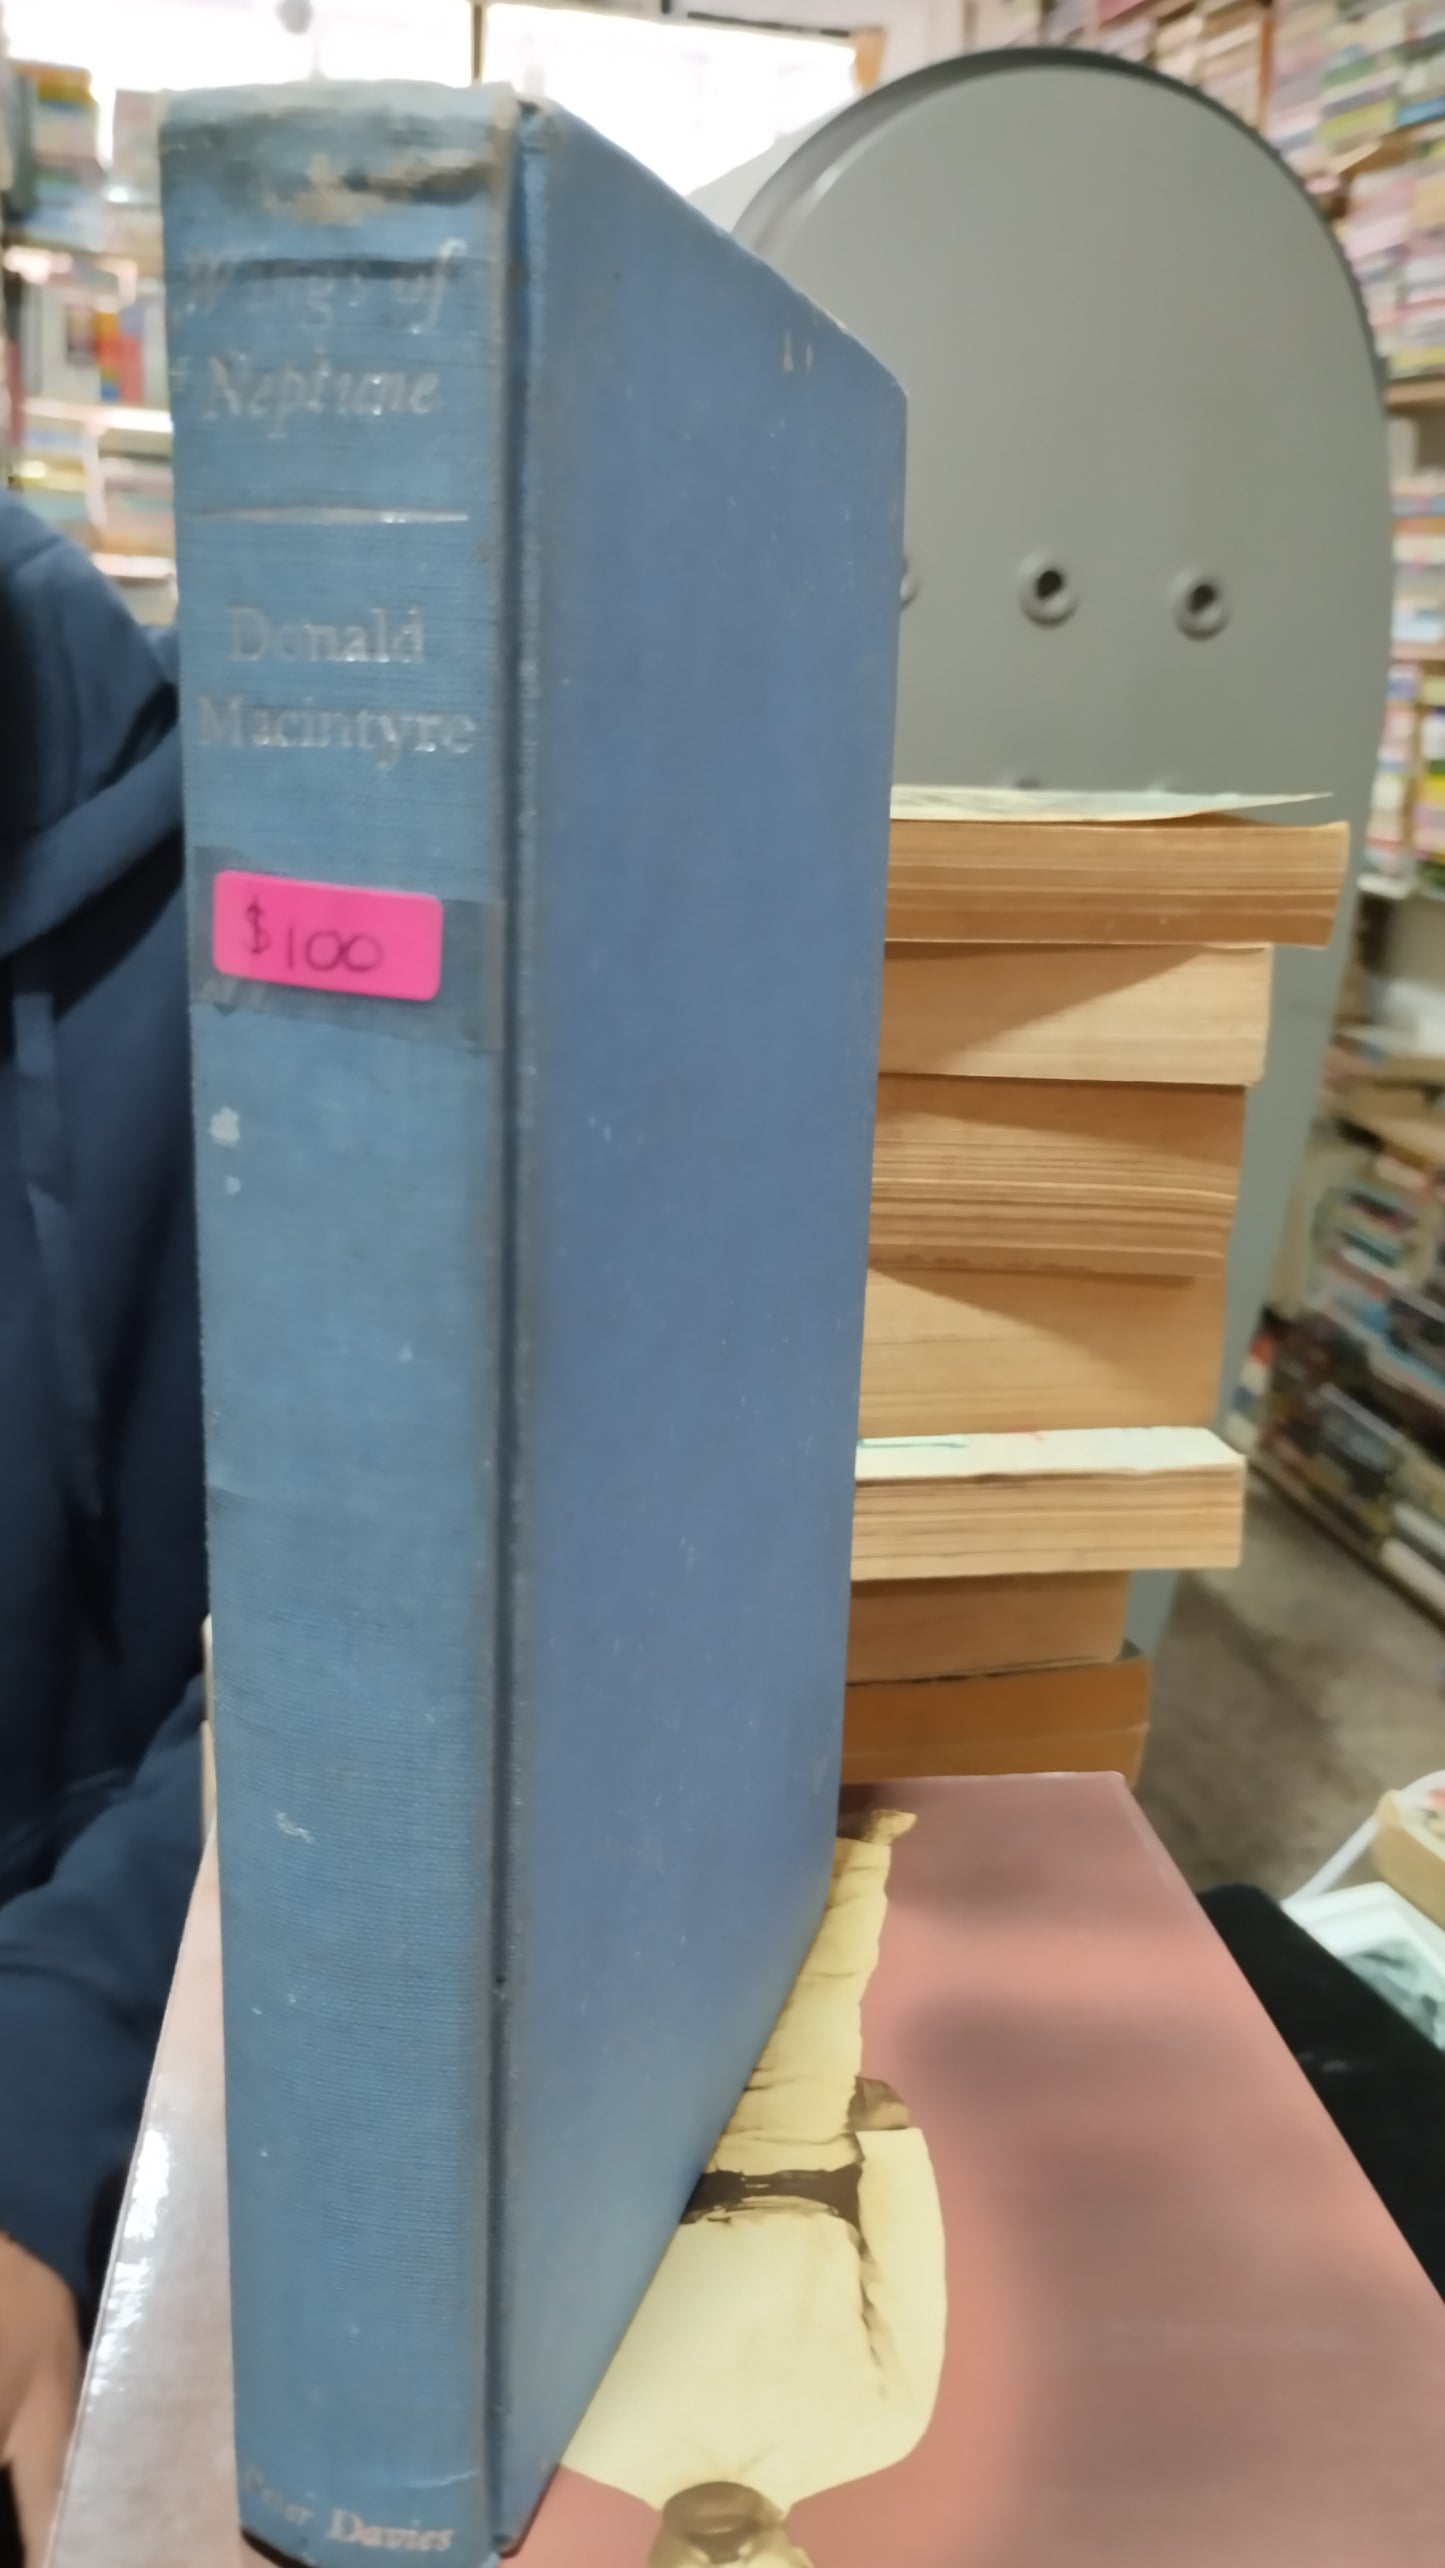 Wings of
Neptune
Donald
Macintyre
$100
Peter Davies